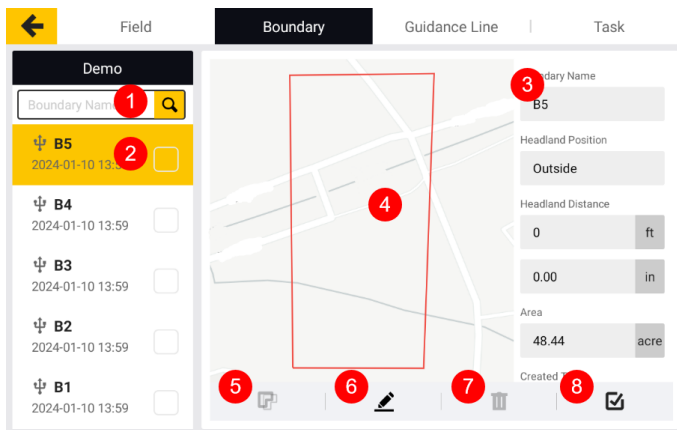 Field
Boundary
Guidance Line
Task
Demo
Boundary Name
1
B5
2024-01-10 13:59
2
B4
2024-01-10 13:59
B3
2024-01-10 13:59
B2
2024-01-10 13:59
B1
2024-01-10 13:59
4
Boundary Name
3
B5
Headland Position
Outside
Headland Distance
0 ft
0.00 in
Area
48.44 acre
Created
5
6
7
8